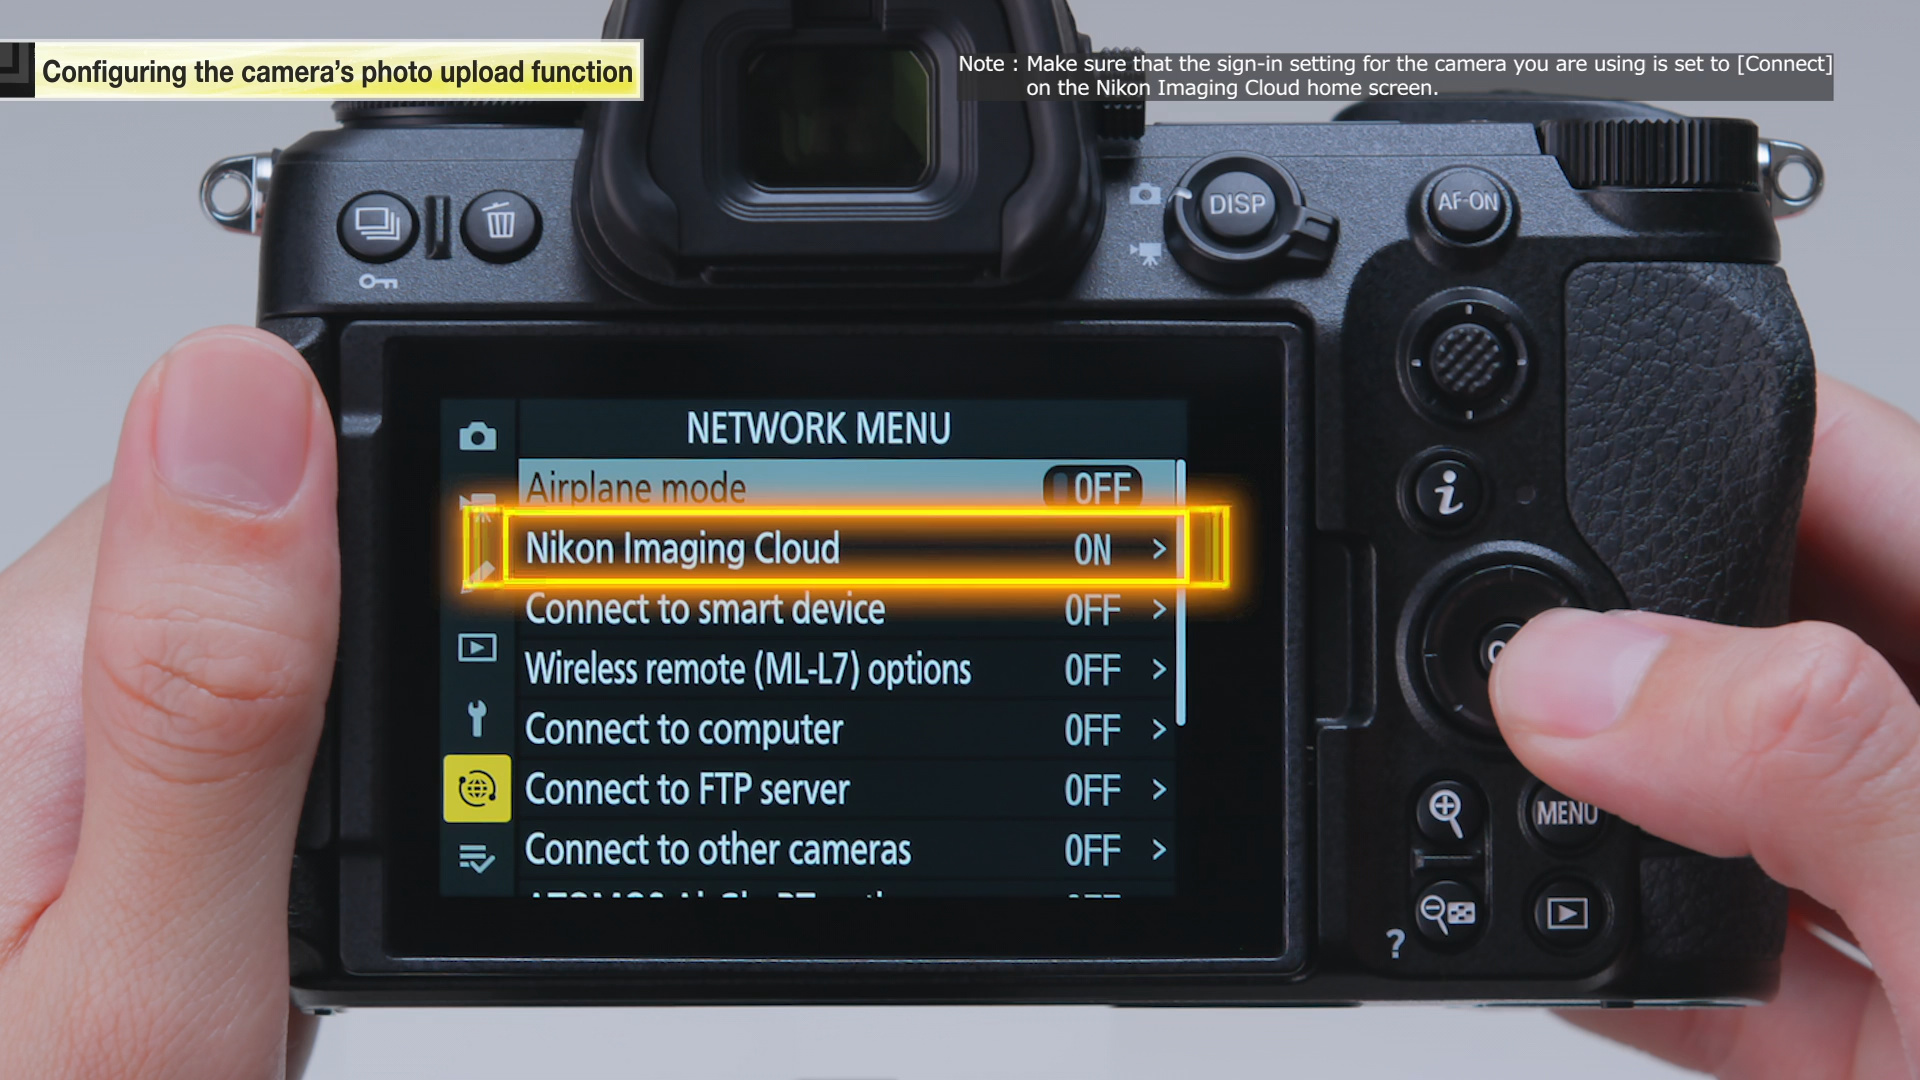 Configuring the camera's photo upload function
Note : Make sure that the sign-in setting for the camera you are using is set to [Connect]
on the Nikon Imaging Cloud home screen.
DISP
AF-ON
NETWORK MENU
Airplane mode OFF
Nikon Imaging Cloud ON >
Connect to smart device OFF >
Wireless remote (ML-L7) options OFF >
Connect to computer OFF >
Connect to FTP server OFF >
Connect to other cameras OFF >
i
MENU
?